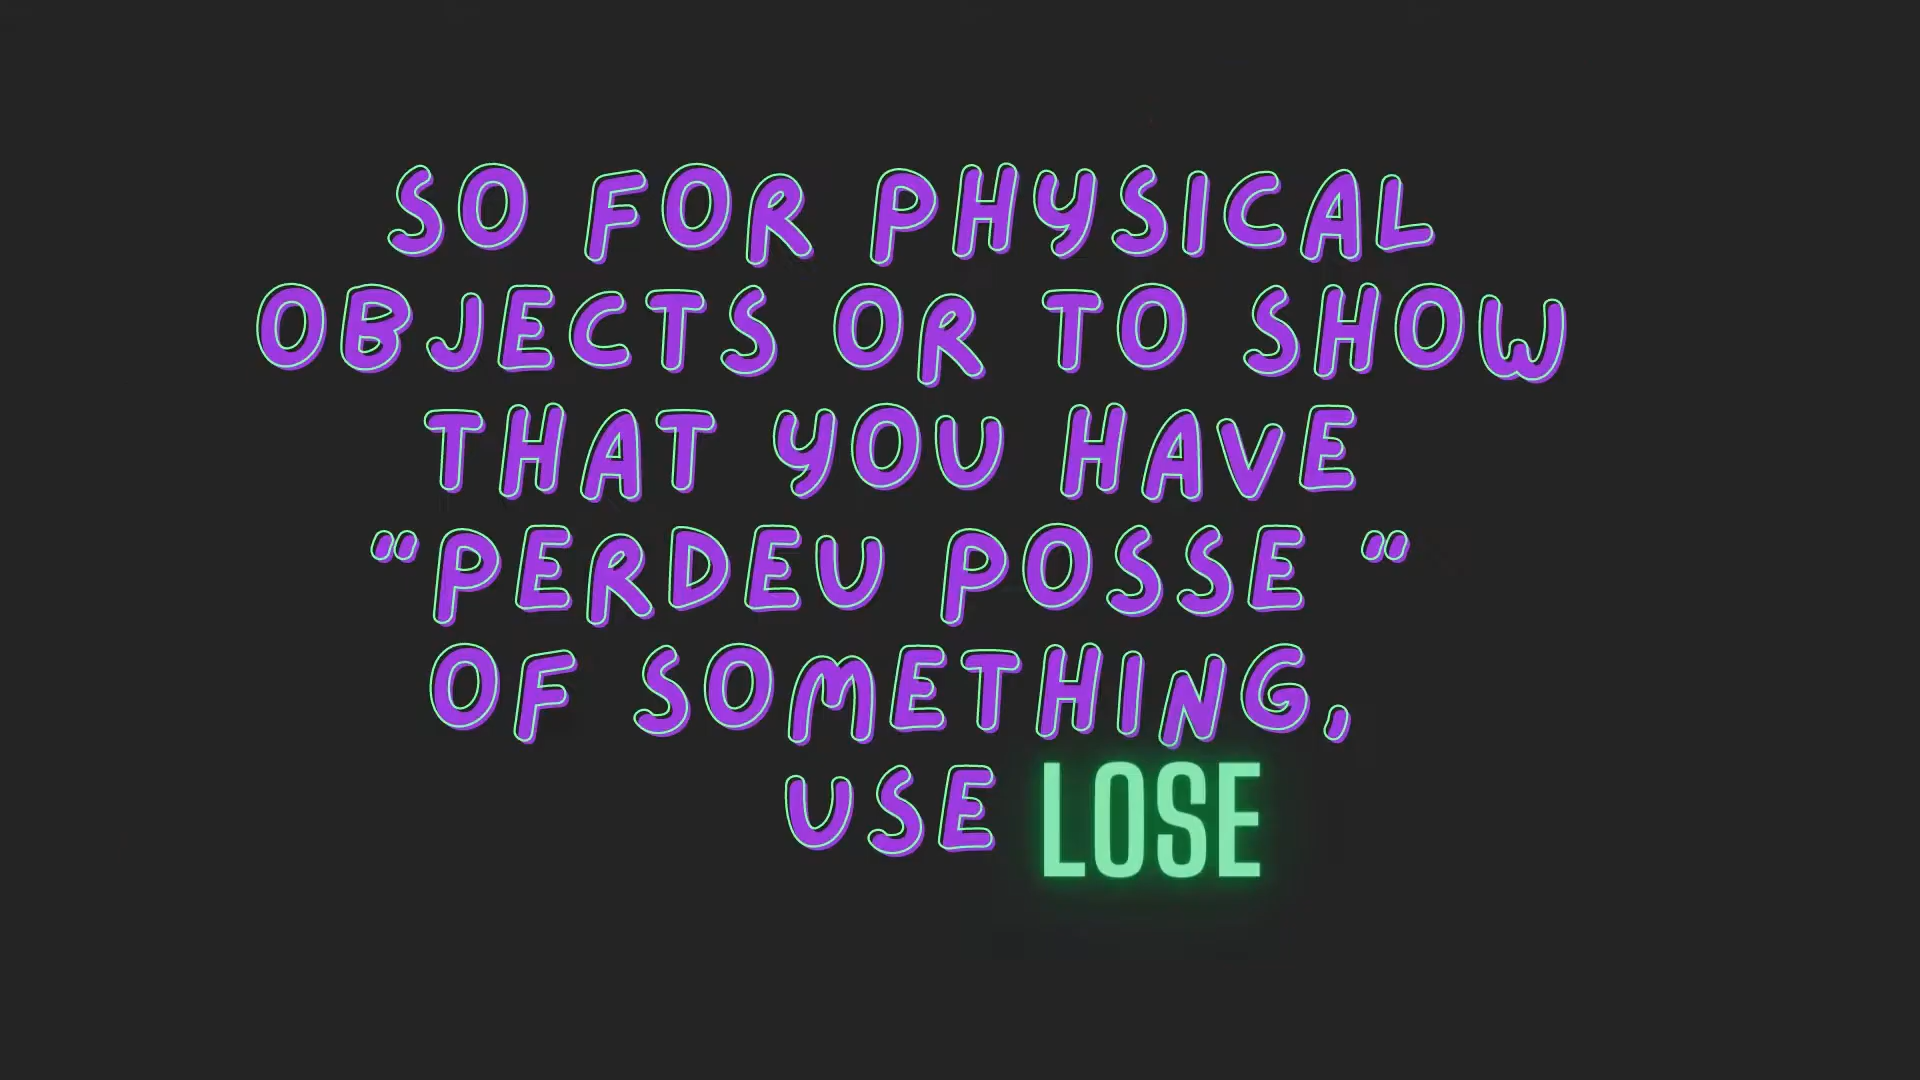 SO FOR PHYSICAL
OBJECTS OR TO SHOW
THAT YOU HAVE
"PERDEU POSSE "
OF SOMETHING,
USE LOSE